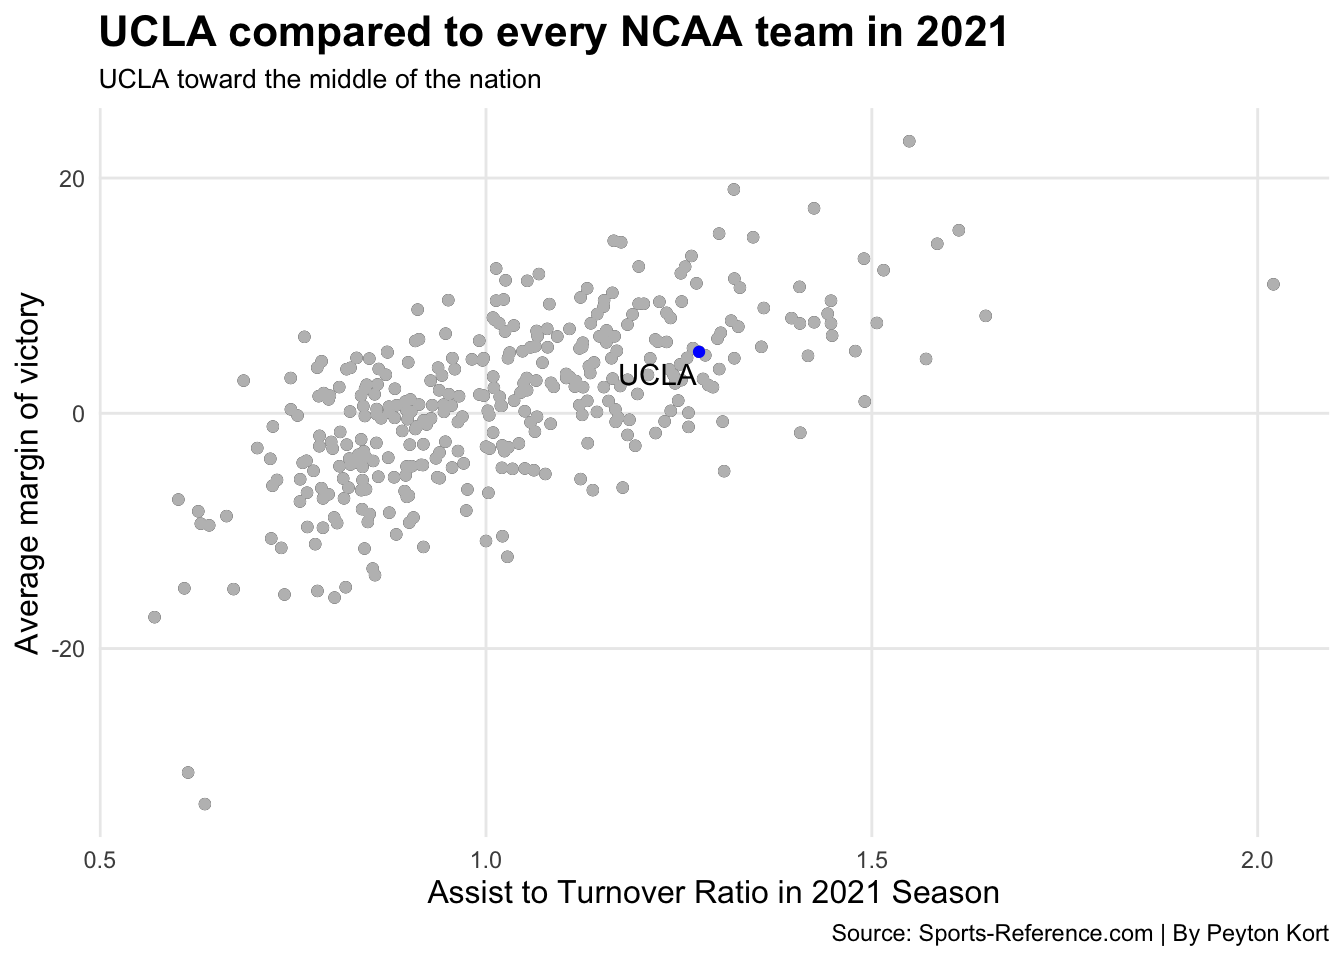 UCLA compared to every NCAA team in 2021
UCLA toward the middle of the nation
Average margin of victory
20
0
-20
UCLA
0.5 1.0 1.5 2.0
Assist to Turnover Ratio in 2021 Season
Source: Sports-Reference.com | By Peyton Kort